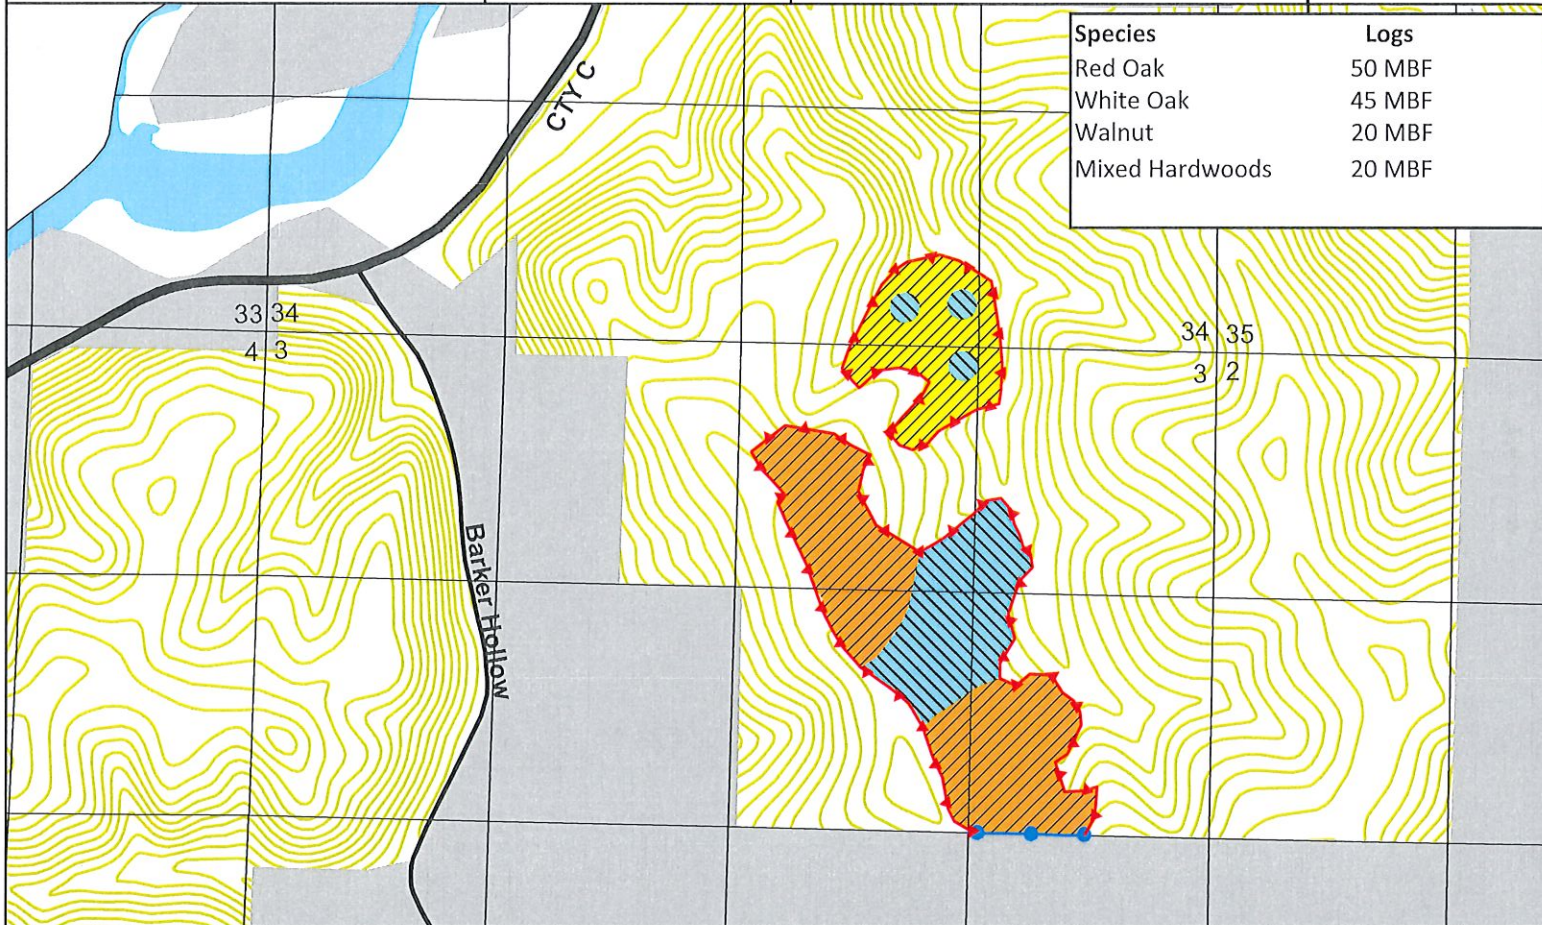 Species Logs
Red Oak 50 MBF
White Oak 45 MBF
Walnut 20 MBF
Mixed Hardwoods 20 MBF
CTY C
33 34
4 3
34 35
3 2
Barker Hollow